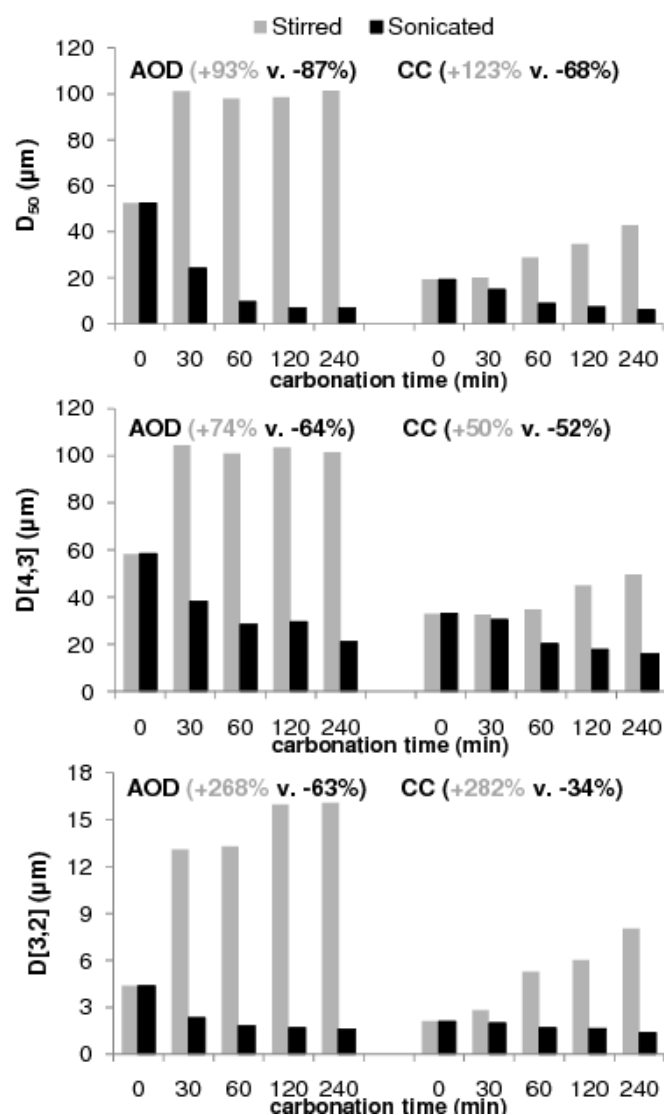 Stirred Sonicated
120
100
80
60
40
20
0
D50 (µm)
AOD (+93% v. -87%) CC (+123% v. -68%)
0 30 60 120 240 0 30 60 120 240
carbonation time (min)
120
100
80
60
40
20
0
D[4,3] (µm)
AOD (+74% v. -64%) CC (+50% v. -52%)
0 30 60 120 240 0 30 60 120 240
carbonation time (min)
18
15
12
9
6
3
0
D[3,2] (µm)
AOD (+268% v. -63%) CC (+282% v. -34%)
0 30 60 120 240 0 30 60 120 240
carbonation time (min)